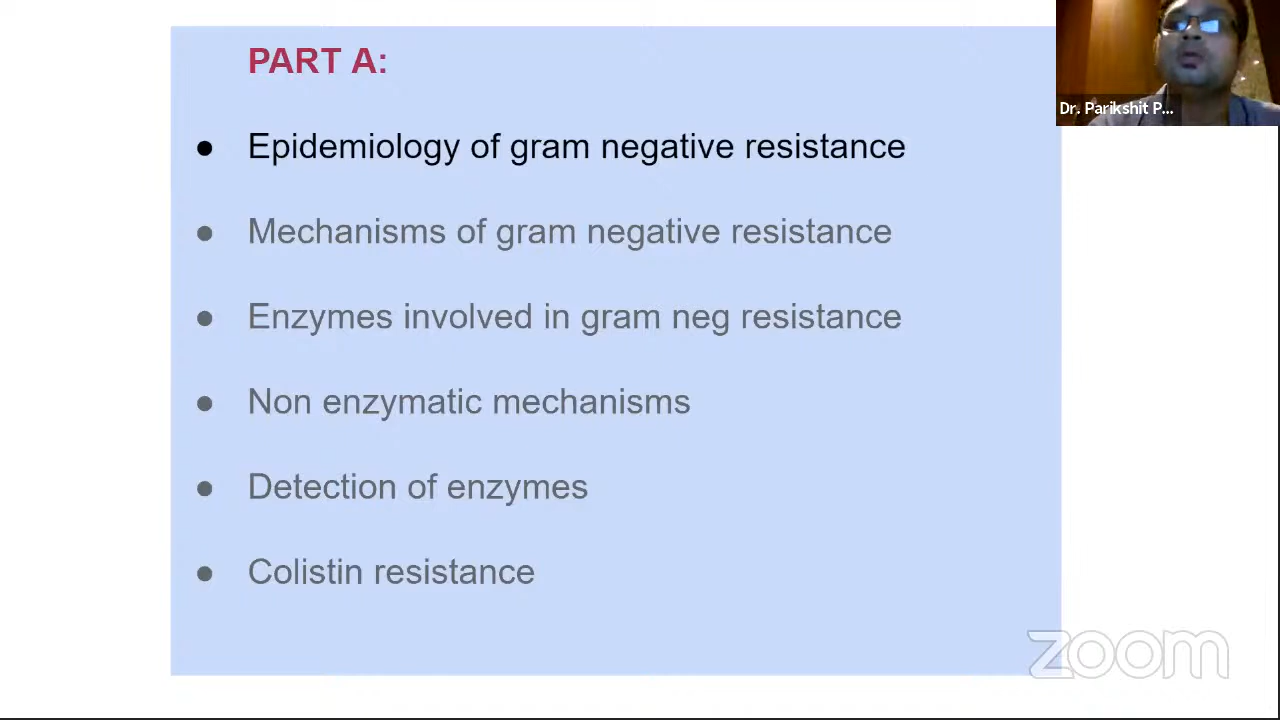 PART A:
● Epidemiology of gram negative resistance
● Mechanisms of gram negative resistance
● Enzymes involved in gram neg resistance
● Non enzymatic mechanisms
● Detection of enzymes
● Colistin resistance
Dr. Parikshit P...
zoom